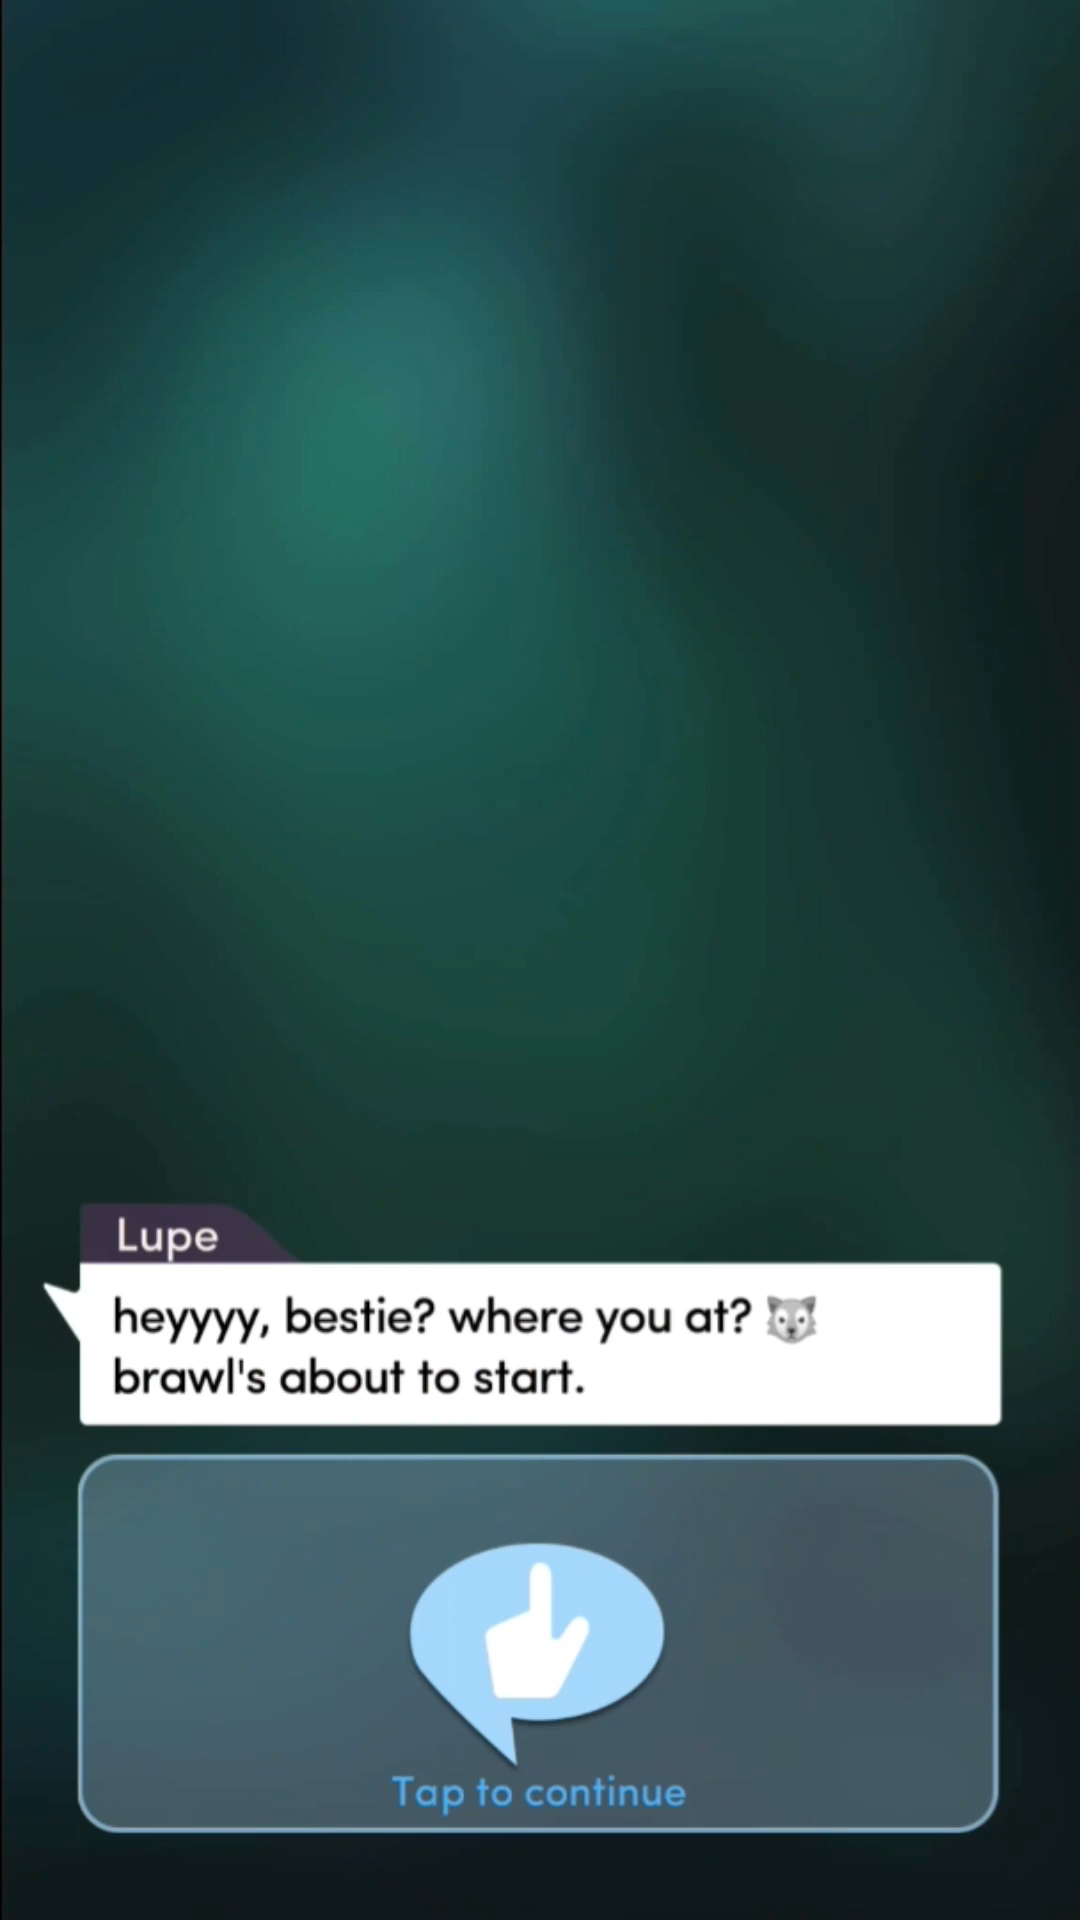 Lupe
heyyyy, bestie? where you at? 🐺
brawl's about to start.
Tap to continue